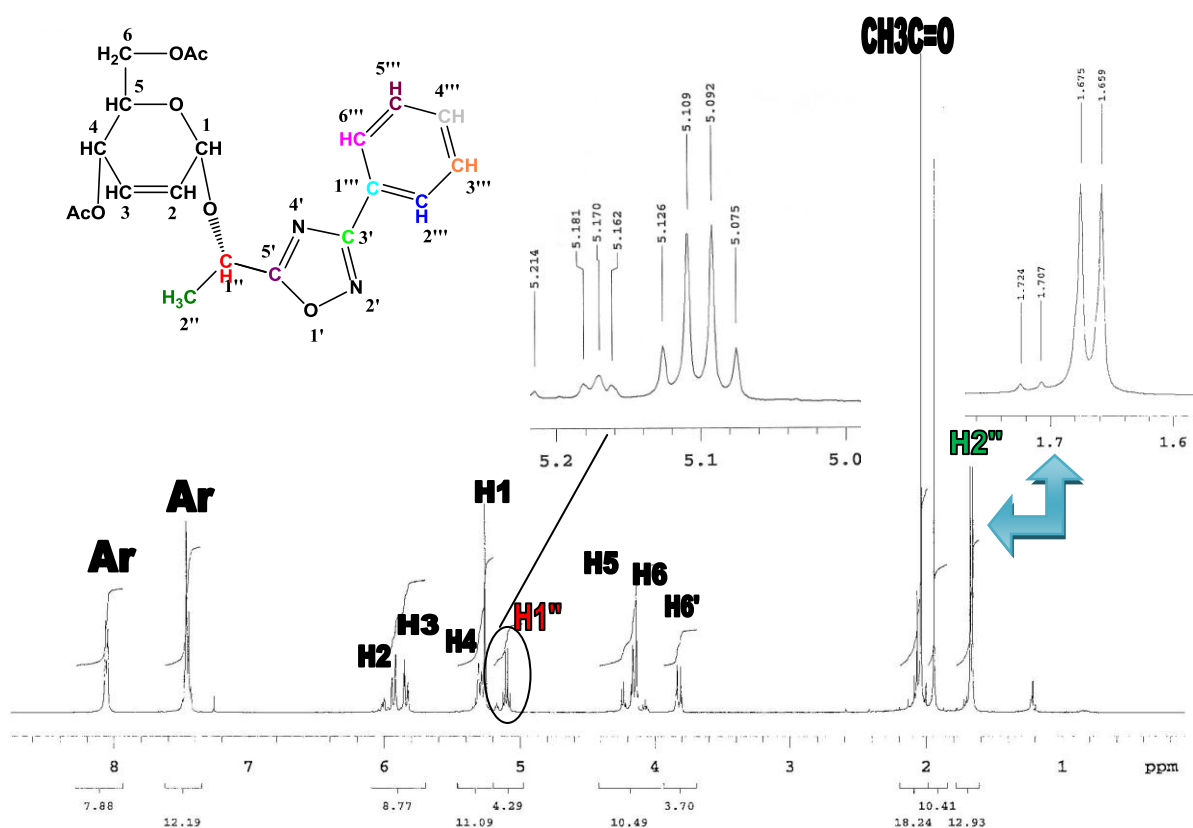 CH3C=O
6
H2C
OAc
5
CH
O
4
1
CH
C
HC
CH
AcO
3
2
O
H3C
2''
C
H
1''
5'
C
4'
N
C
3'
N
2'
O
1'
1'''
C
6'''
HC
5'''
H
C
4'''
CH
CH
3'''
C
H
2'''
5.214
5.181
5.170
5.162
5.126
5.109
5.092
5.075
5.2
5.1
5.0
1.724
1.707
1.675
1.659
1.7
1.6
H2"
Ar
Ar
H2
H3
H4
H1
H1"
H5
H6
H6'
8
7
6
5
4
3
2
1
ppm
7.88
12.19
8.77
11.09
4.29
10.49
3.70
18.24
10.41
12.93